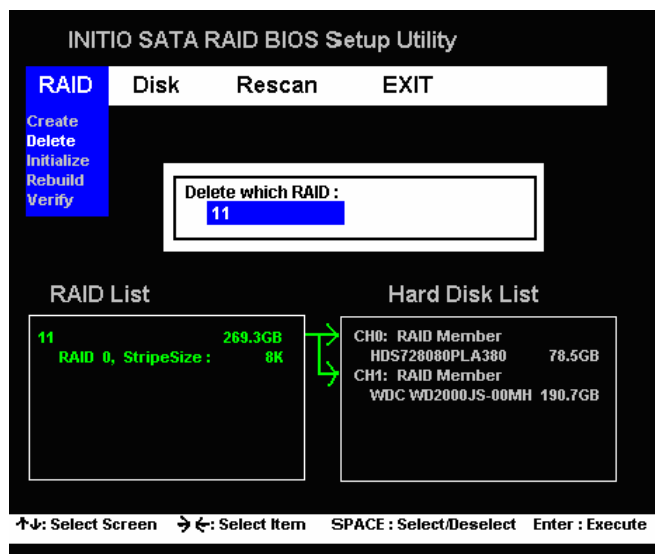 INITIO SATA RAID BIOS Setup Utility
RAID Disk Rescan EXIT
Create
Delete
Initialize
Rebuild
Verify
Delete which RAID :
11
RAID List
11 269.3GB
RAID 0, StripeSize : 8K
Hard Disk List
CH0: RAID Member
HDS728080PLA380 78.5GB
CH1: RAID Member
WDC WD2000JS-00MH 190.7GB
↑↓: Select Screen →←: Select Item SPACE : Select/Deselect Enter : Execute